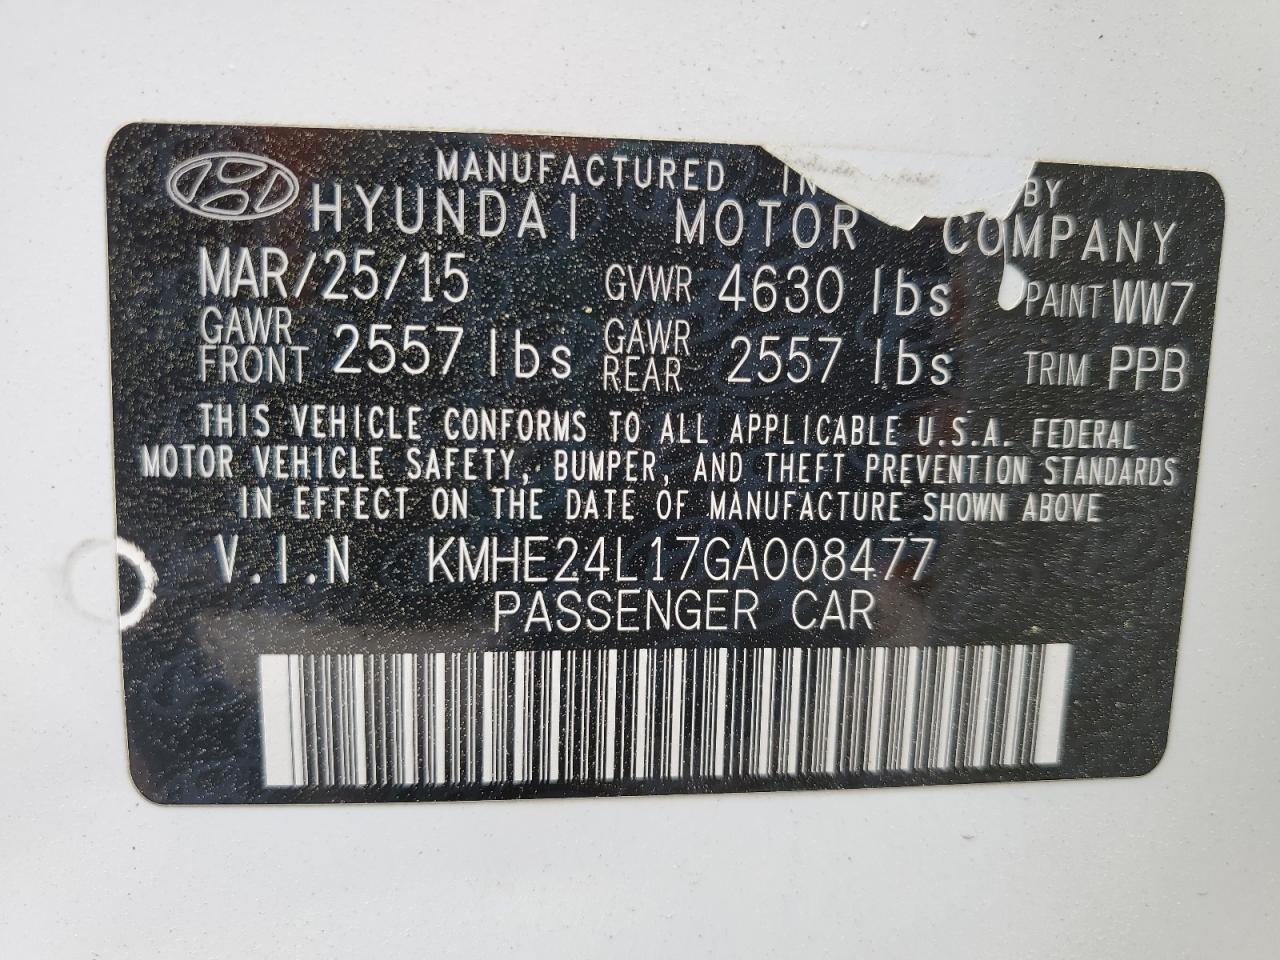 MANUFACTURED IN BY
HYUNDAI MOTOR COMPANY
MAR/25/15 GVWR 4630 lbs PAINT WW7
GAWR FRONT 2557 lbs GAWR REAR 2557 lbs TRIM PPB
THIS VEHICLE CONFORMS TO ALL APPLICABLE U.S.A. FEDERAL
MOTOR VEHICLE SAFETY, BUMPER, AND THEFT PREVENTION STANDARDS
IN EFFECT ON THE DATE OF MANUFACTURE SHOWN ABOVE
V.I.N KMHE24L17GA008477
PASSENGER CAR